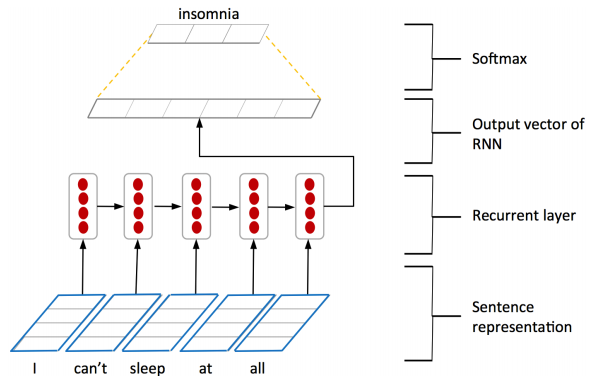 insomnia
Softmax
Output vector of
RNN
Recurrent layer
Sentence
representation
I can't sleep at all